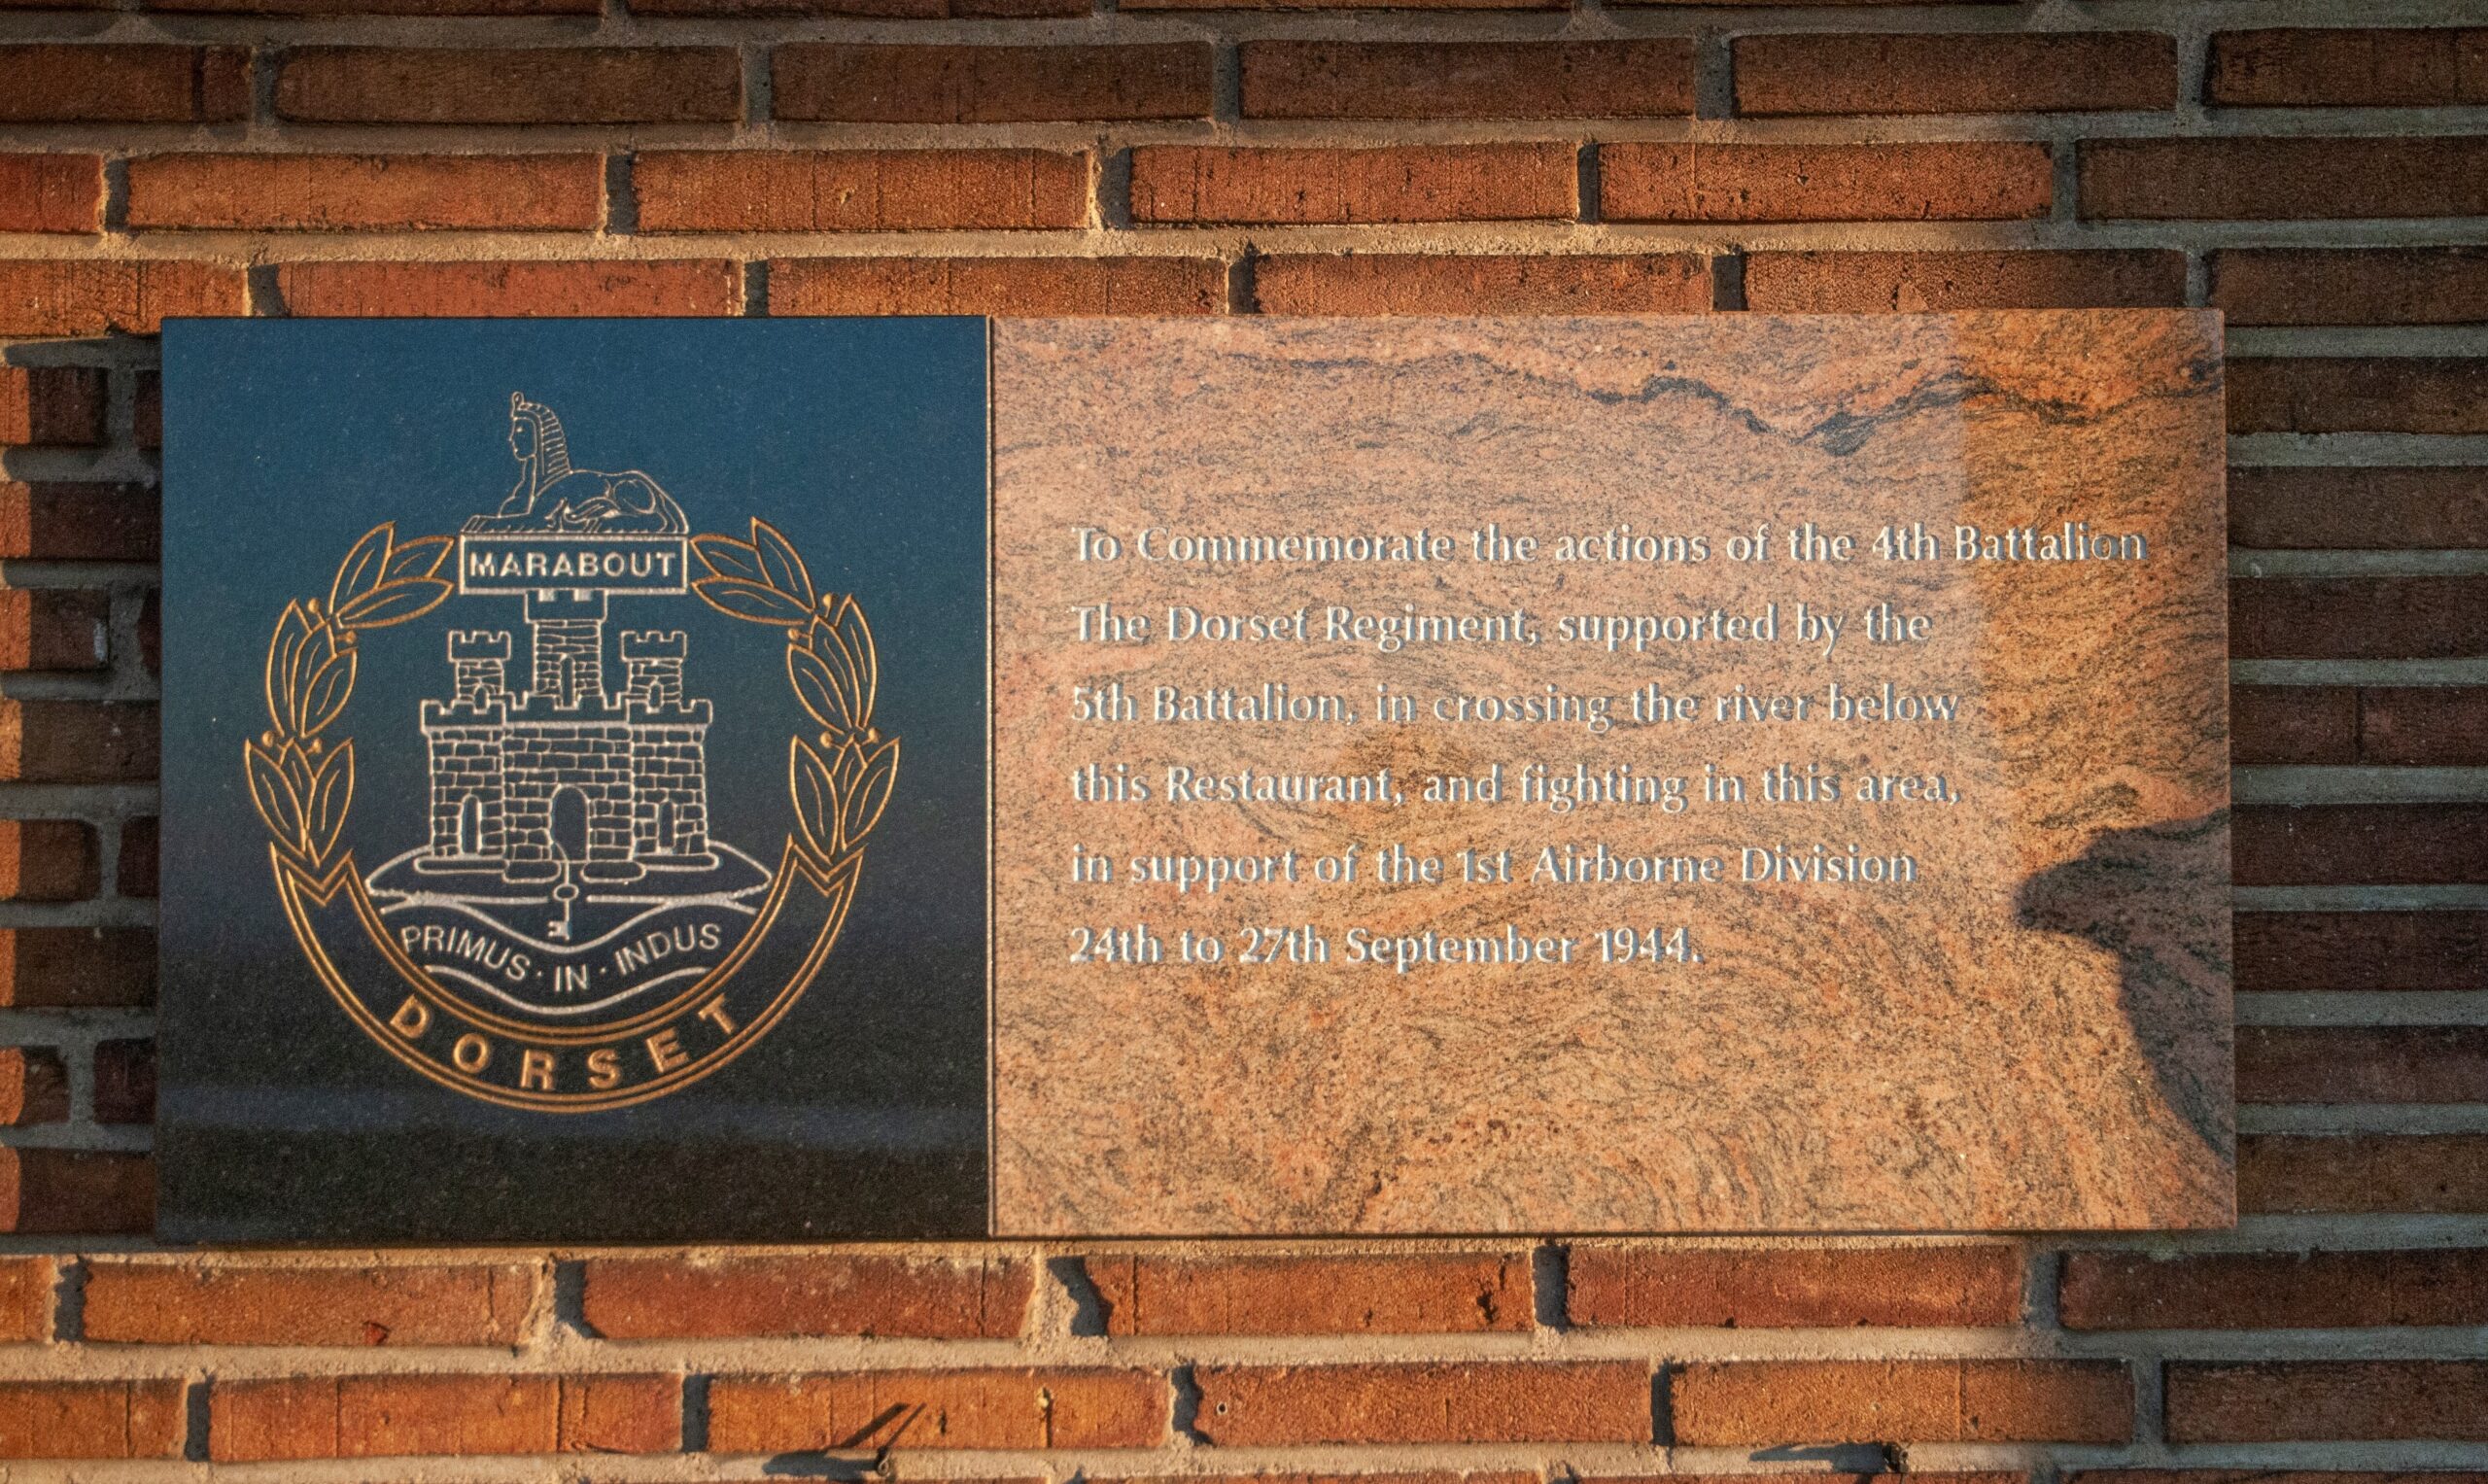 MARABOUT
PRIMUS · IN · INDUS
DORSET
To Commemorate the actions of the 4th Battalion
The Dorset Regiment, supported by the
5th Battalion, in crossing the river below
this Restaurant, and fighting in this area,
in support of the 1st Airborne Division
24th to 27th September 1944.